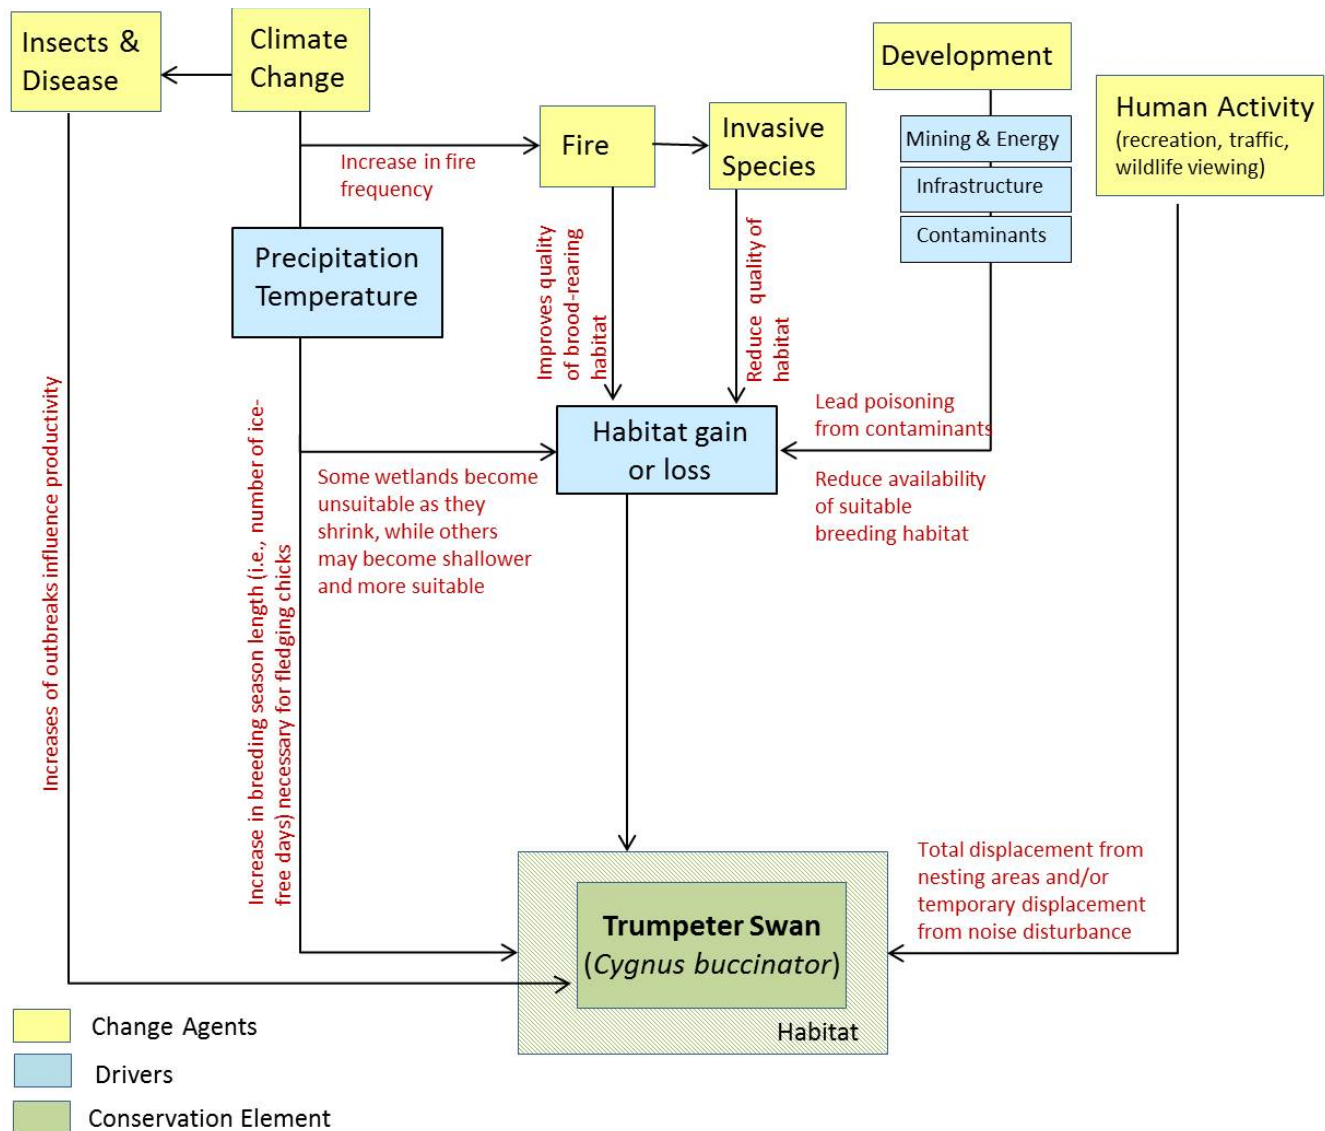 Insects &
Disease
Climate
Change
Development
Human Activity
(recreation, traffic,
wildlife viewing)
Fire
Invasive
Species
Mining & Energy
Infrastructure
Contaminants
Increase in fire
frequency
Precipitation
Temperature
Improves quality
of brood-rearing
habitat
Reduce quality of
habitat
Lead poisoning
from contaminants
Habitat gain
or loss
Reduce availability
of suitable
breeding habitat
Some wetlands become
unsuitable as they
shrink, while others
may become shallower
and more suitable
Increases of outbreaks influence productivity
Increase in breeding season length (i.e., number of ice-
free days) necessary for fledging chicks
Total displacement from
nesting areas and/or
temporary displacement
from noise disturbance
Trumpeter Swan
(Cygnus buccinator)
Habitat
Change Agents
Drivers
Conservation Element